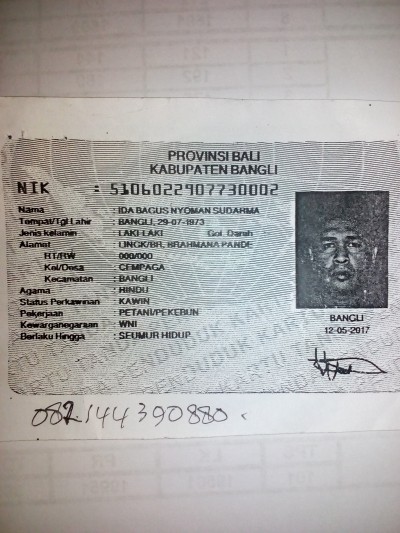 PROVINSI BALI
KABUPATEN BANGLI
NIK : 5106022907730002
Nama : IDA BAGUS NYOMAN SUDARMA
Tempat/Tgl Lahir : BANGLI, 29-07-1973
Jenis kelamin : LAKI-LAKI Gol. Darah
Alamat : LINGK/BR. BRAHMANA PANDE
RT/RW : 000/000
Kel/Desa : CEMPAGA
Kecamatan : BANGLI
Agama : HINDU
Status Perkawinan : KAWIN
Pekerjaan : PETANI/PEKEBUN
Kewarganegaraan : WNI
Berlaku Hingga : SEUMUR HIDUP
BANGLI
12-05-2017
082144390880